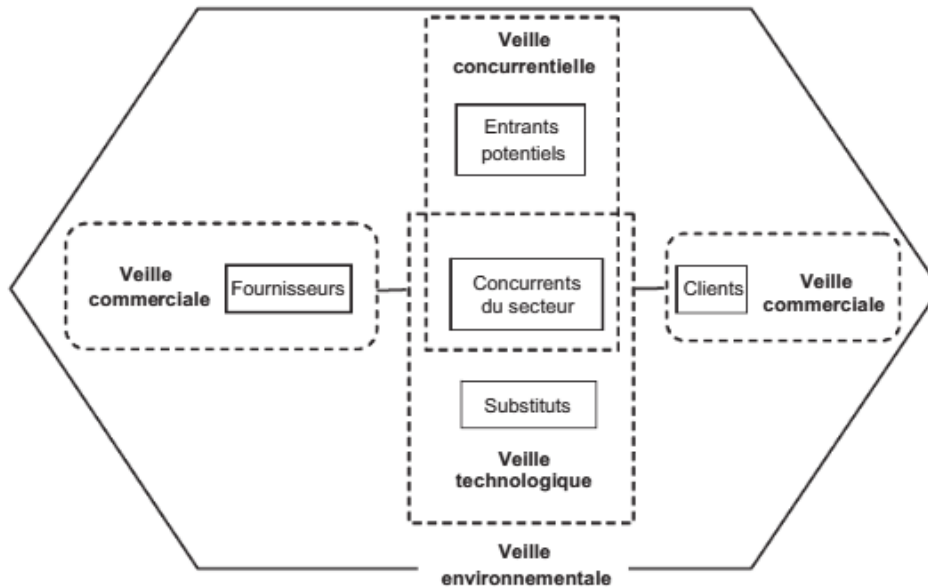 Veille
concurrentielle
Entrants
potentiels
Veille
commerciale
Fournisseurs
Concurrents
du secteur
Clients
Veille
commerciale
Substituts
Veille
technologique
Veille
environnementale